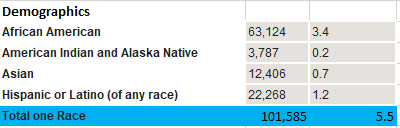 Demographics
African American 63,124 3.4
American Indian and Alaska Native 3,787 0.2
Asian 12,406 0.7
Hispanic or Latino (of any race) 22,268 1.2
Total one Race 101,585 5.5